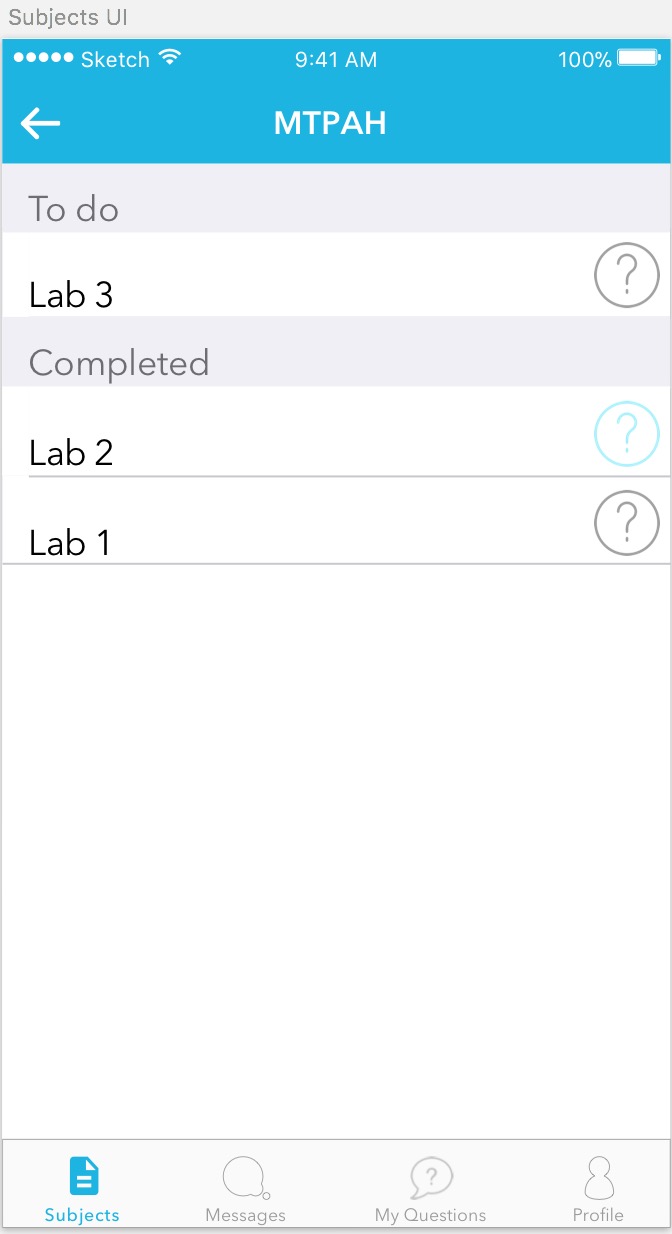 Subjects UI
Sketch 9:41 AM 100%
MTPAH
To do
Lab 3 ?
Completed
Lab 2 ?
Lab 1 ?
?
Subjects Messages My Questions Profile